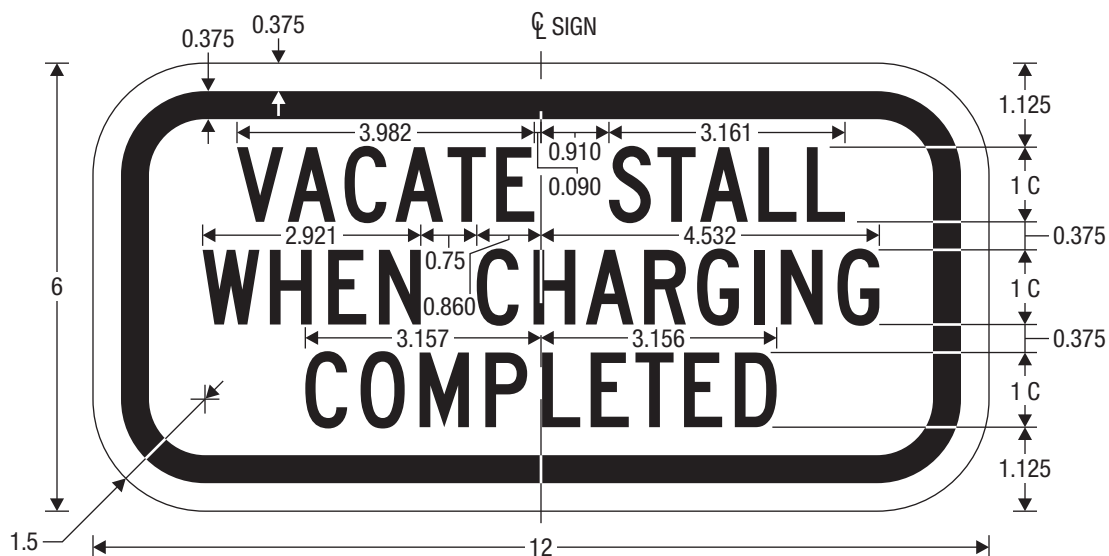 ℄ SIGN
0.375
0.375
3.982
0.910
3.161
1.125
0.090
VACATE STALL
1 C
2.921
0.75
4.532
0.375
6
0.860
WHEN CHARGING
1 C
3.157
3.156
0.375
COMPLETED
1 C
1.125
1.5
12